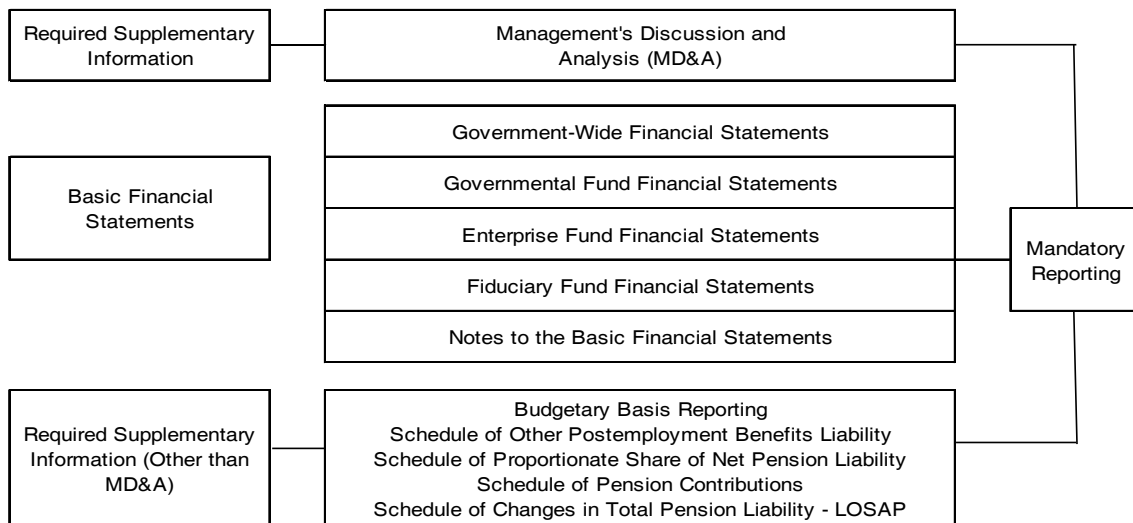 Required Supplementary
Information
Management's Discussion and
Analysis (MD&A)
Government-Wide Financial Statements
Basic Financial
Statements
Governmental Fund Financial Statements
Enterprise Fund Financial Statements
Fiduciary Fund Financial Statements
Notes to the Basic Financial Statements
Mandatory
Reporting
Required Supplementary
Information (Other than
MD&A)
Budgetary Basis Reporting
Schedule of Other Postemployment Benefits Liability
Schedule of Proportionate Share of Net Pension Liability
Schedule of Pension Contributions
Schedule of Changes in Total Pension Liability - LOSAP